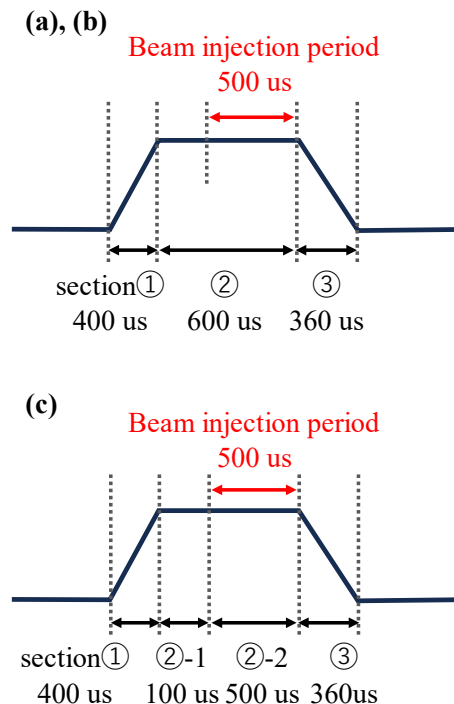 (a), (b)
Beam injection period
500 us
section① ② ③
400 us 600 us 360 us
(c)
Beam injection period
500 us
section① ②-1 ②-2 ③
400 us 100 us 500 us 360us